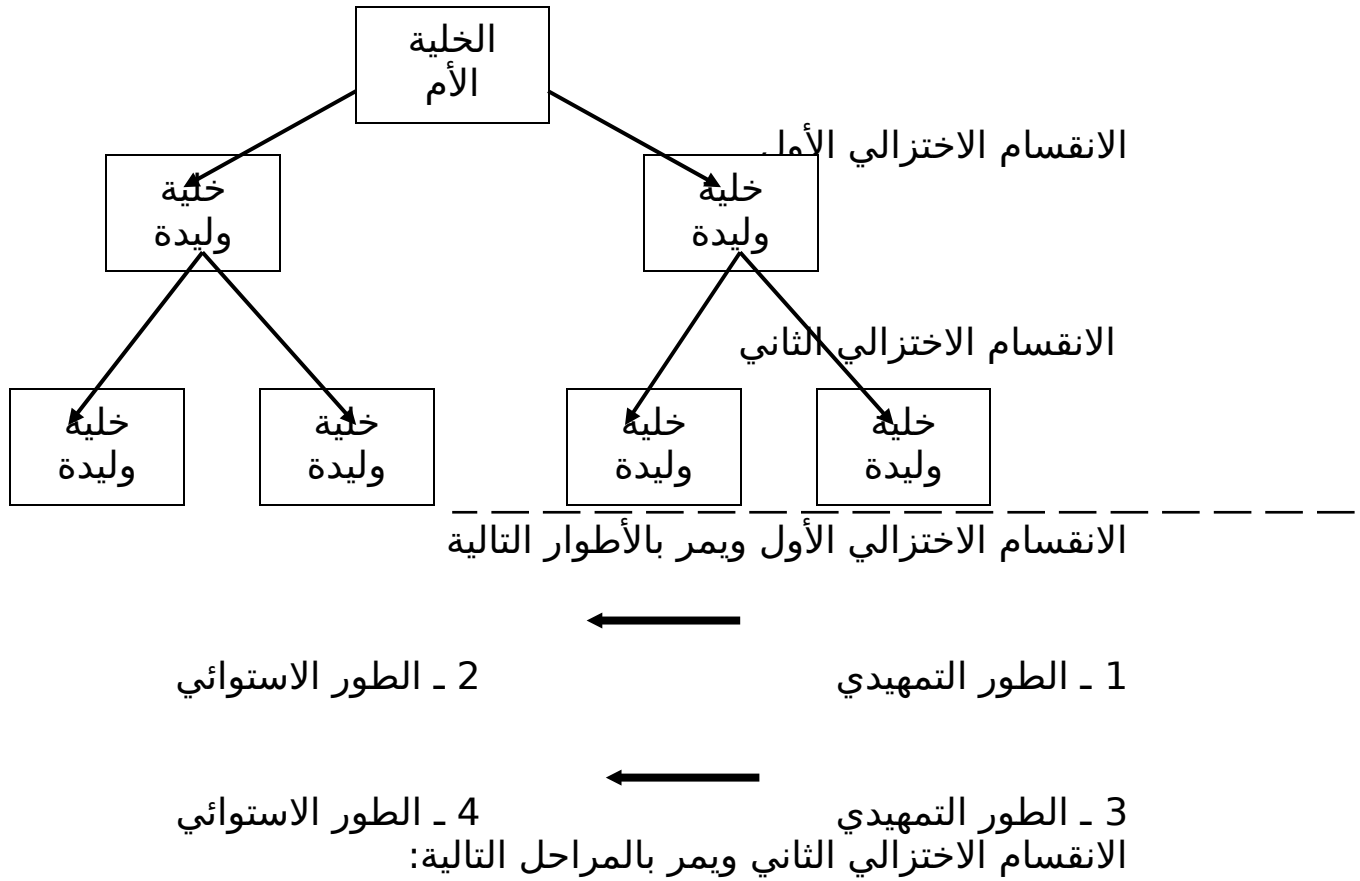 الخلية
الأم
الانقسام الاختزالي الأول
خلية
وليدة
خلية
وليدة
الانقسام الاختزالي الثاني
خلية
وليدة
خلية
وليدة
خلية
وليدة
خلية
وليدة
الانقسام الاختزالي الأول ويمر بالأطوار التالية
1 ـ الطور التمهيدي 2 ـ الطور الاستوائي
3 ـ الطور التمهيدي 4 ـ الطور الاستوائي
الانقسام الاختزالي الثاني ويمر بالمراحل التالية: